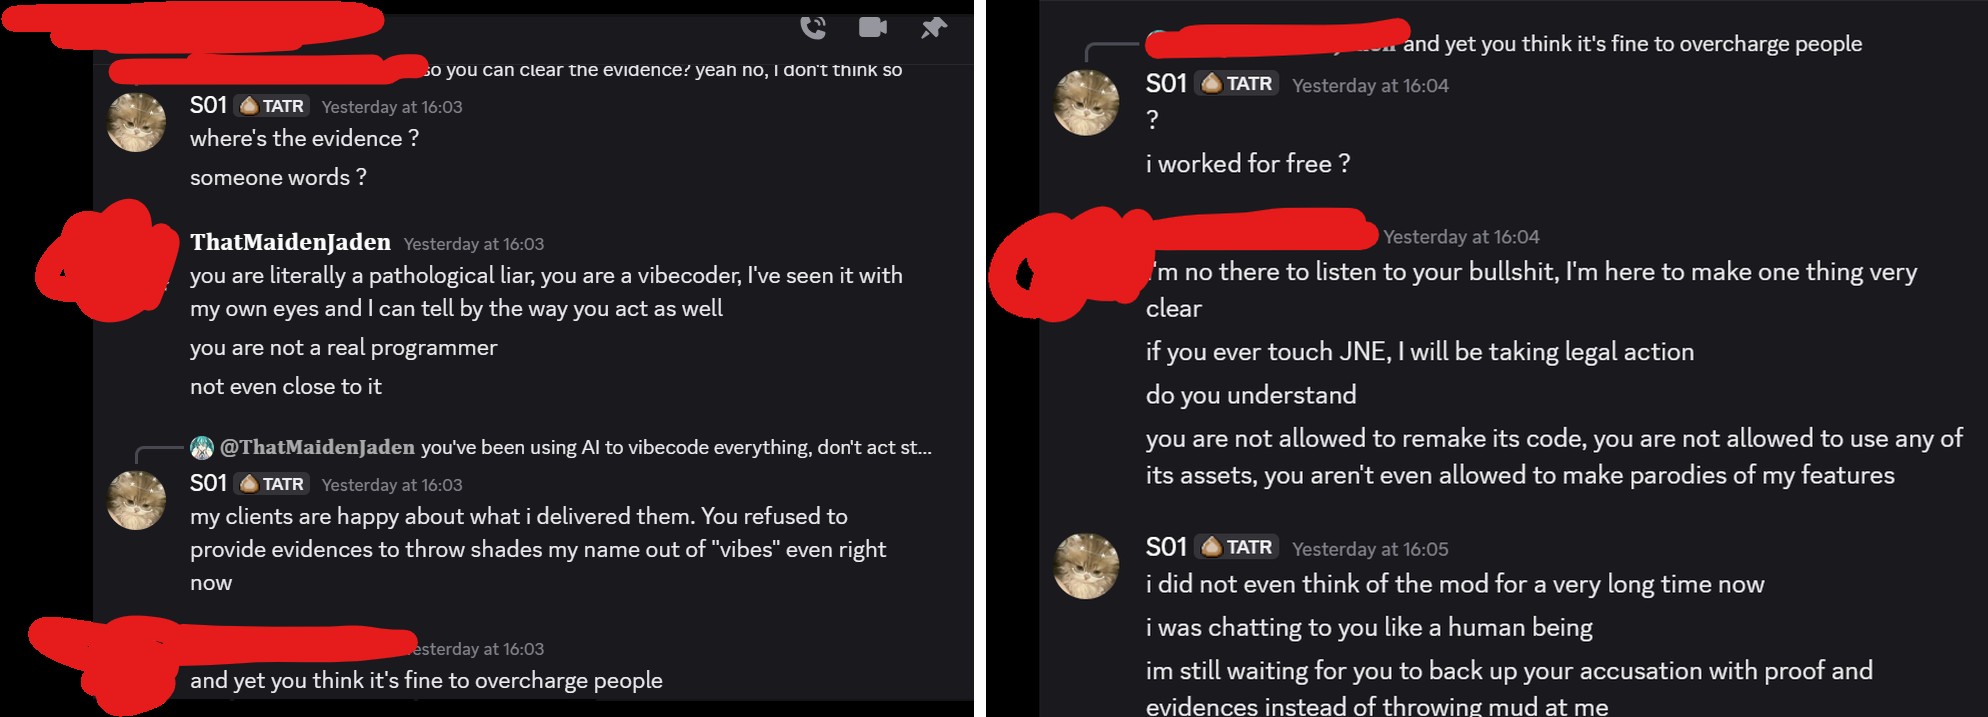 so you can clear the evidence? yeah no, I don't think so
S01 TATR Yesterday at 16:03
where's the evidence ?
someone words ?
ThatMaidenJaden Yesterday at 16:03
you are literally a pathological liar, you are a vibecoder, I've seen it with
my own eyes and I can tell by the way you act as well
you are not a real programmer
not even close to it
@ThatMaidenJaden you've been using AI to vibecode everything, don't act st...
S01 TATR Yesterday at 16:03
my clients are happy about what i delivered them. You refused to
provide evidences to throw shades my name out of "vibes" even right
now
esterday at 16:03
and yet you think it's fine to overcharge people
and yet you think it's fine to overcharge people
S01 TATR Yesterday at 16:04
?
i worked for free ?
Yesterday at 16:04
I'm no there to listen to your bullshit, I'm here to make one thing very
clear
if you ever touch JNE, I will be taking legal action
do you understand
you are not allowed to remake its code, you are not allowed to use any of
its assets, you aren't even allowed to make parodies of my features
S01 TATR Yesterday at 16:05
i did not even think of the mod for a very long time now
i was chatting to you like a human being
im still waiting for you to back up your accusation with proof and
evidences instead of throwing mud at me